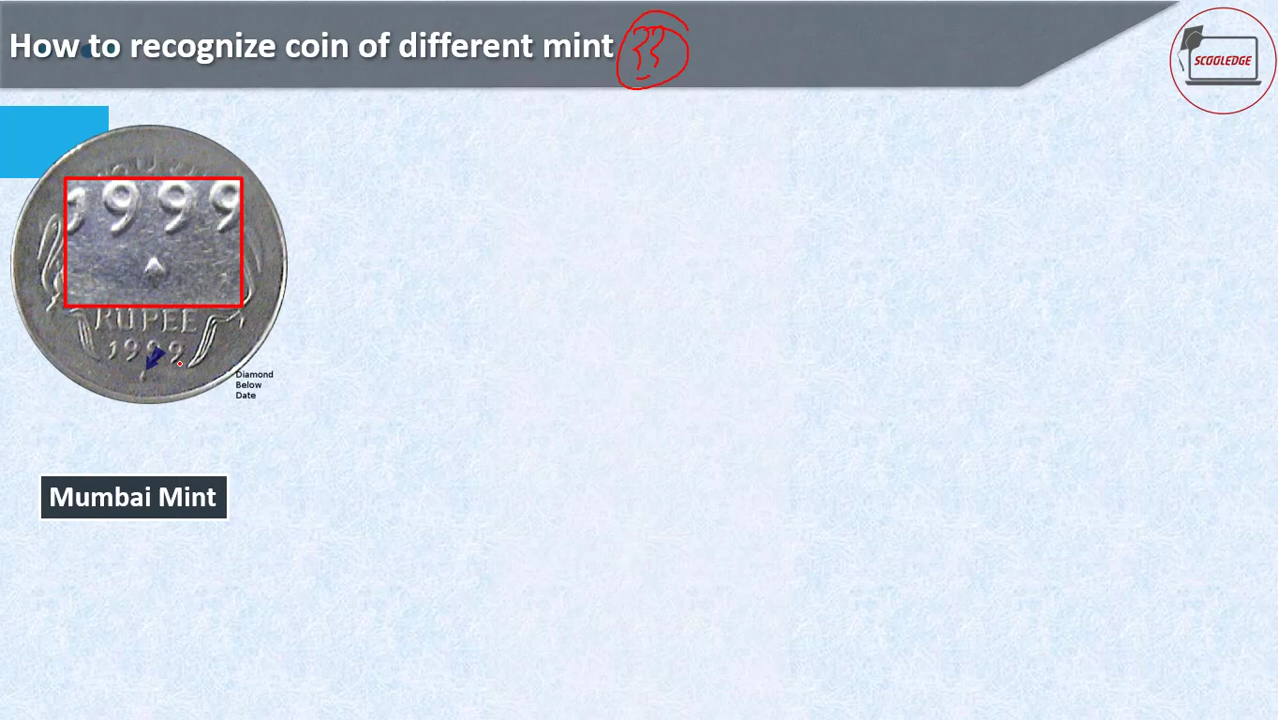 How to recognize coin of different mint
SCOOLEDGE
1999
RUPEE
1999
Diamond
Below
Date
Mumbai Mint